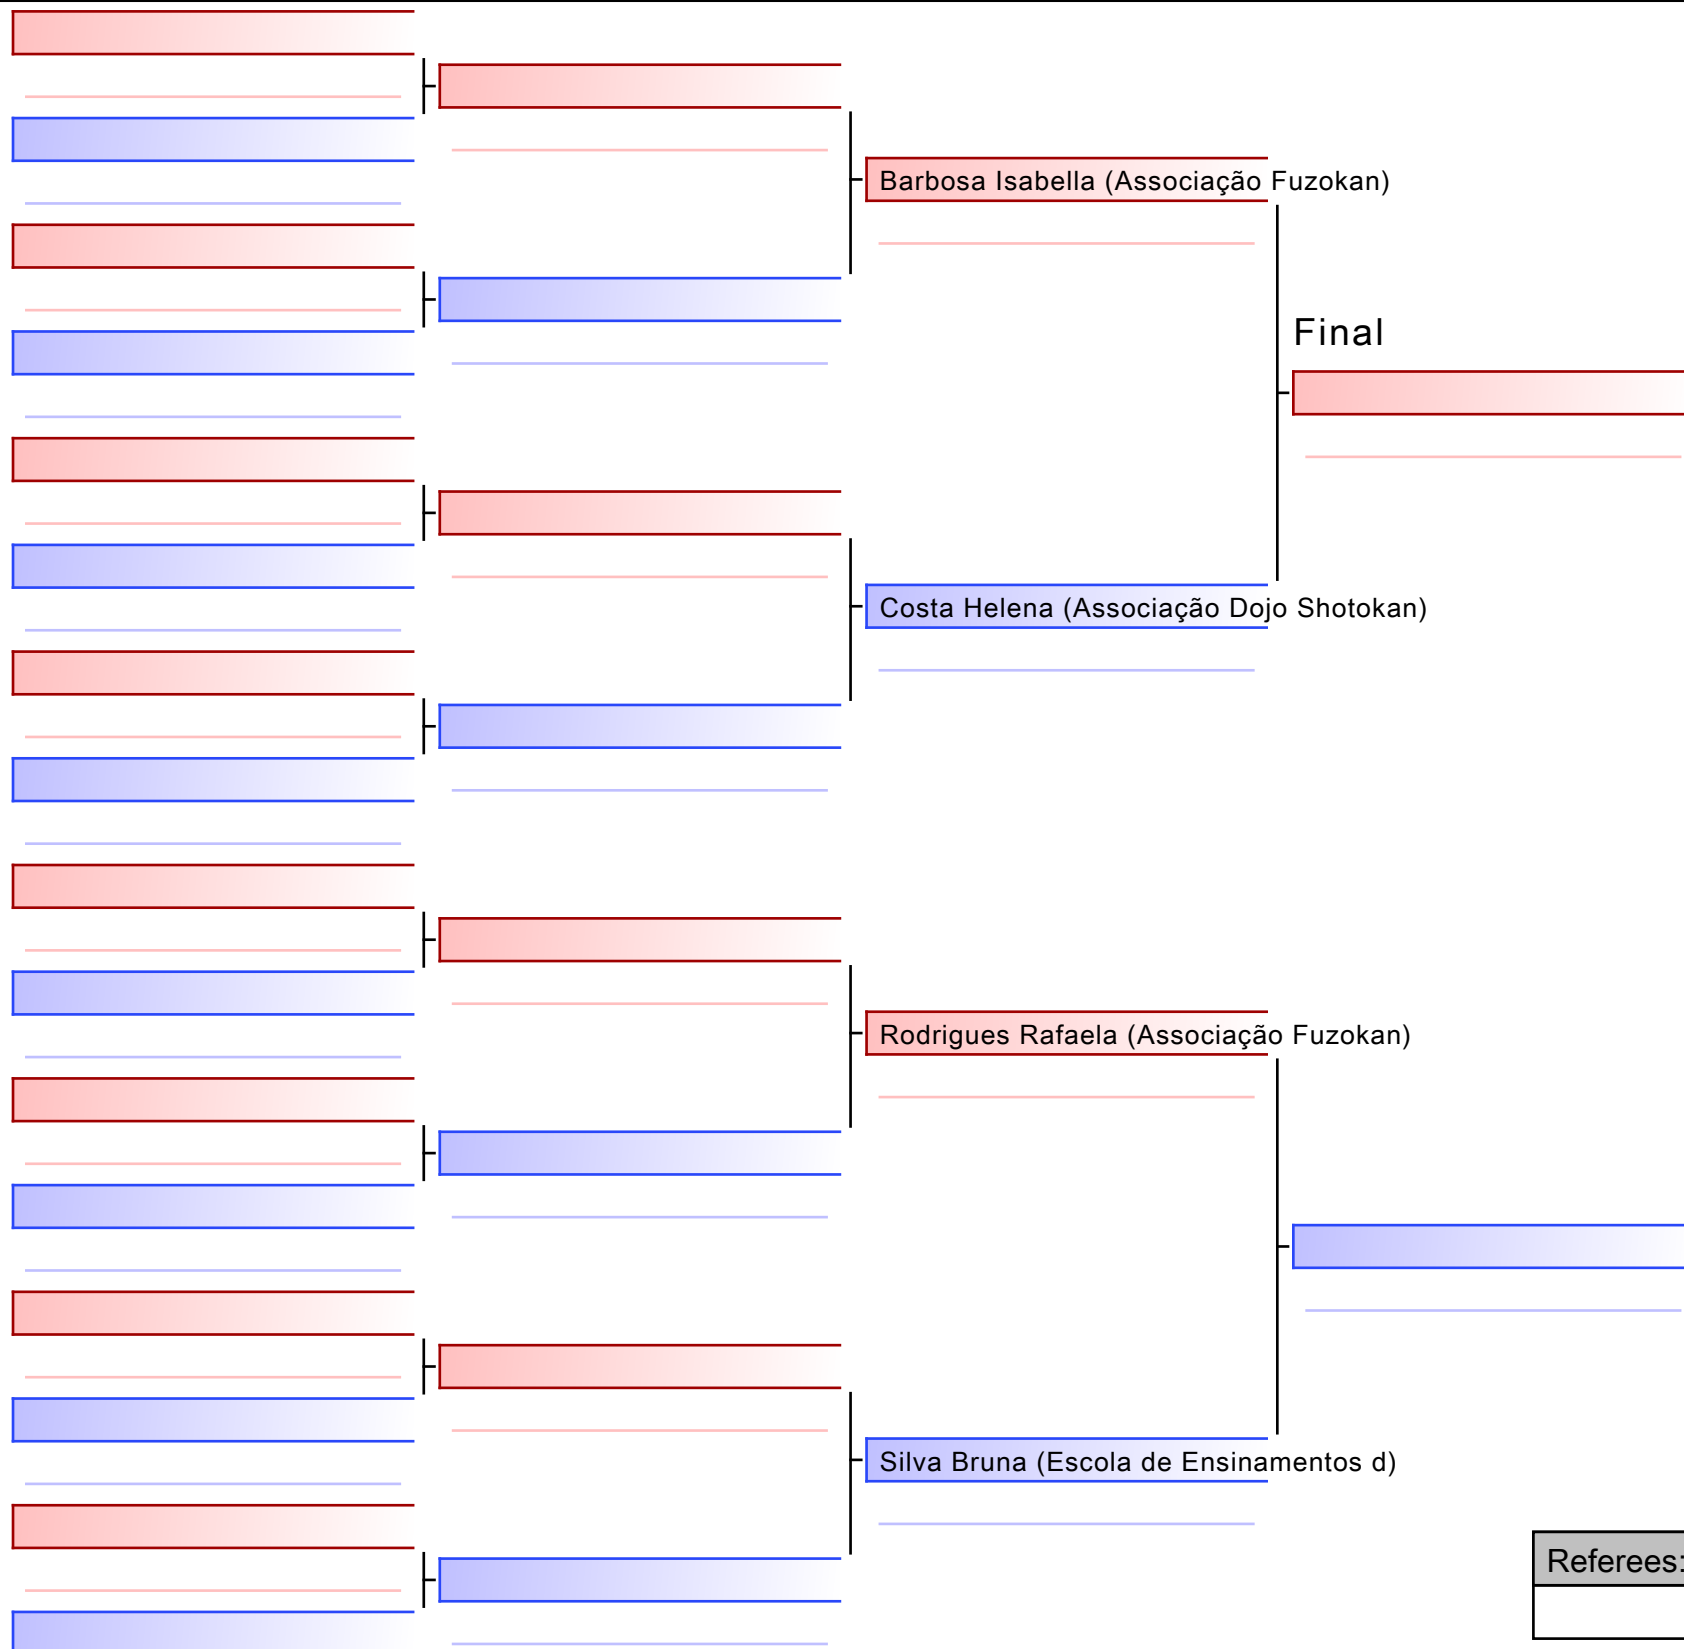 Barbosa Isabella (Associação Fuzokan)
Final
Costa Helena (Associação Dojo Shotokan)
Rodrigues Rafaela (Associação Fuzokan)
Silva Bruna (Escola de Ensinamentos d)
Referees: